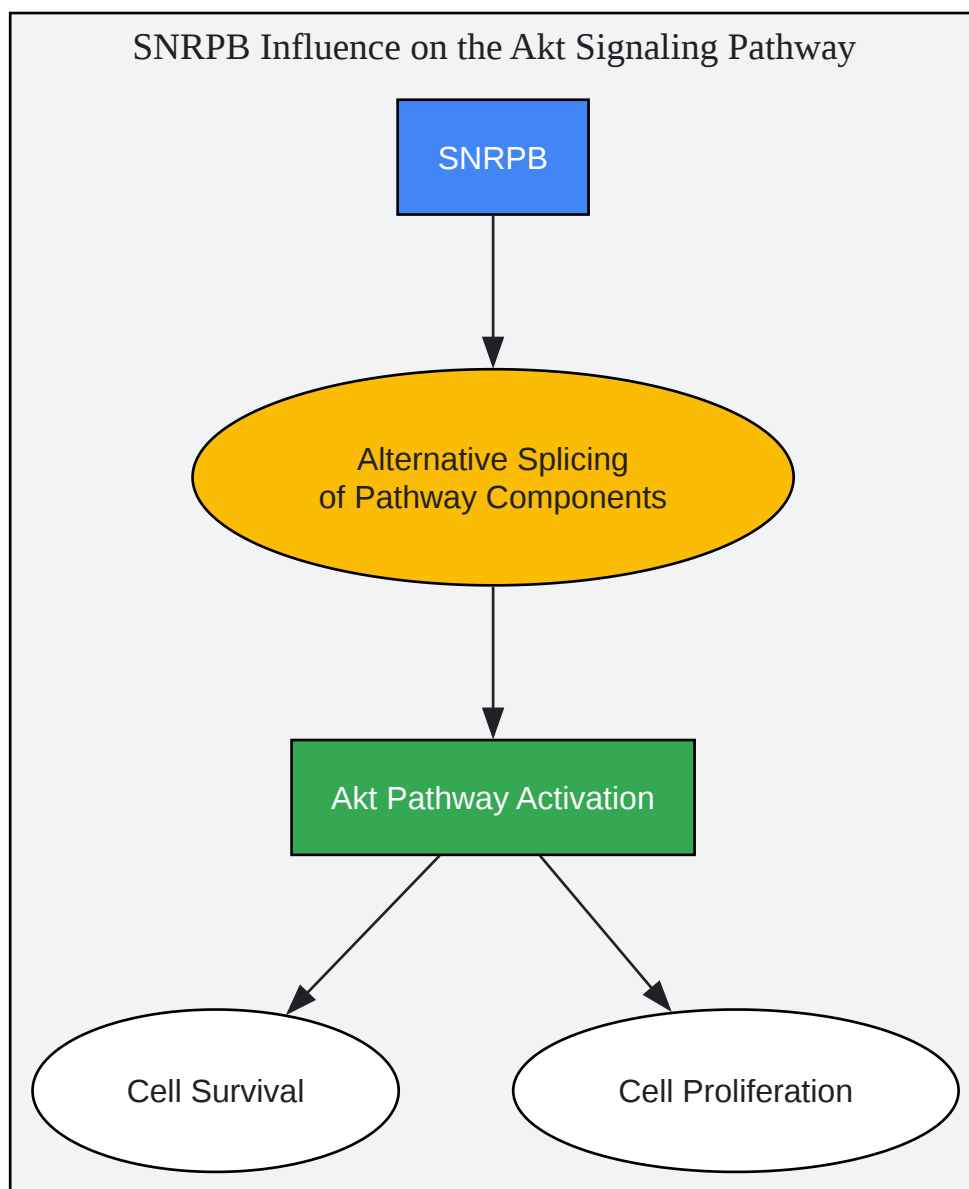 SNRPB Influence on the Akt Signaling Pathway
SNRPB
Alternative Splicing
of Pathway Components
Akt Pathway Activation
Cell Survival
Cell Proliferation